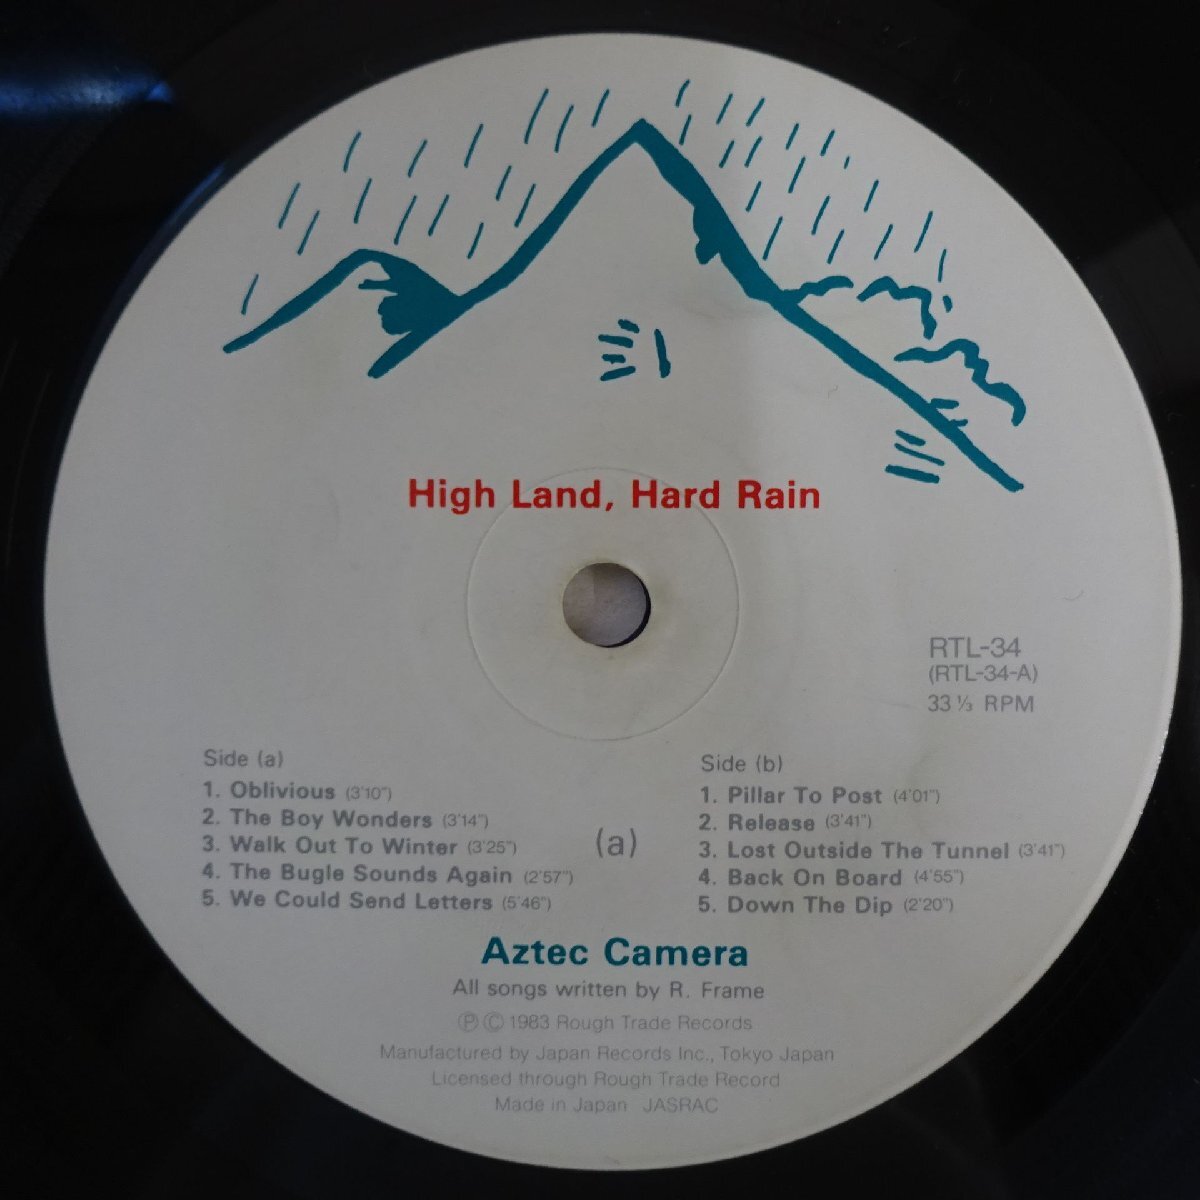 High Land, Hard Rain
RTL-34
(RTL-34-A)
33 ⅓ RPM
Side (a)
1. Oblivious (3'10")
2. The Boy Wonders (3'14")
3. Walk Out To Winter (3'25")
4. The Bugle Sounds Again (2'57")
5. We Could Send Letters (5'46")
(a)
Side (b)
1. Pillar To Post (4'01")
2. Release (3'41")
3. Lost Outside The Tunnel (3'41")
4. Back On Board (4'55")
5. Down The Dip (2'20")
Aztec Camera
All songs written by R. Frame
Ⓟ Ⓒ 1983 Rough Trade Records
Manufactured by Japan Records Inc., Tokyo Japan
Licensed through Rough Trade Record
Made in Japan JASRAC